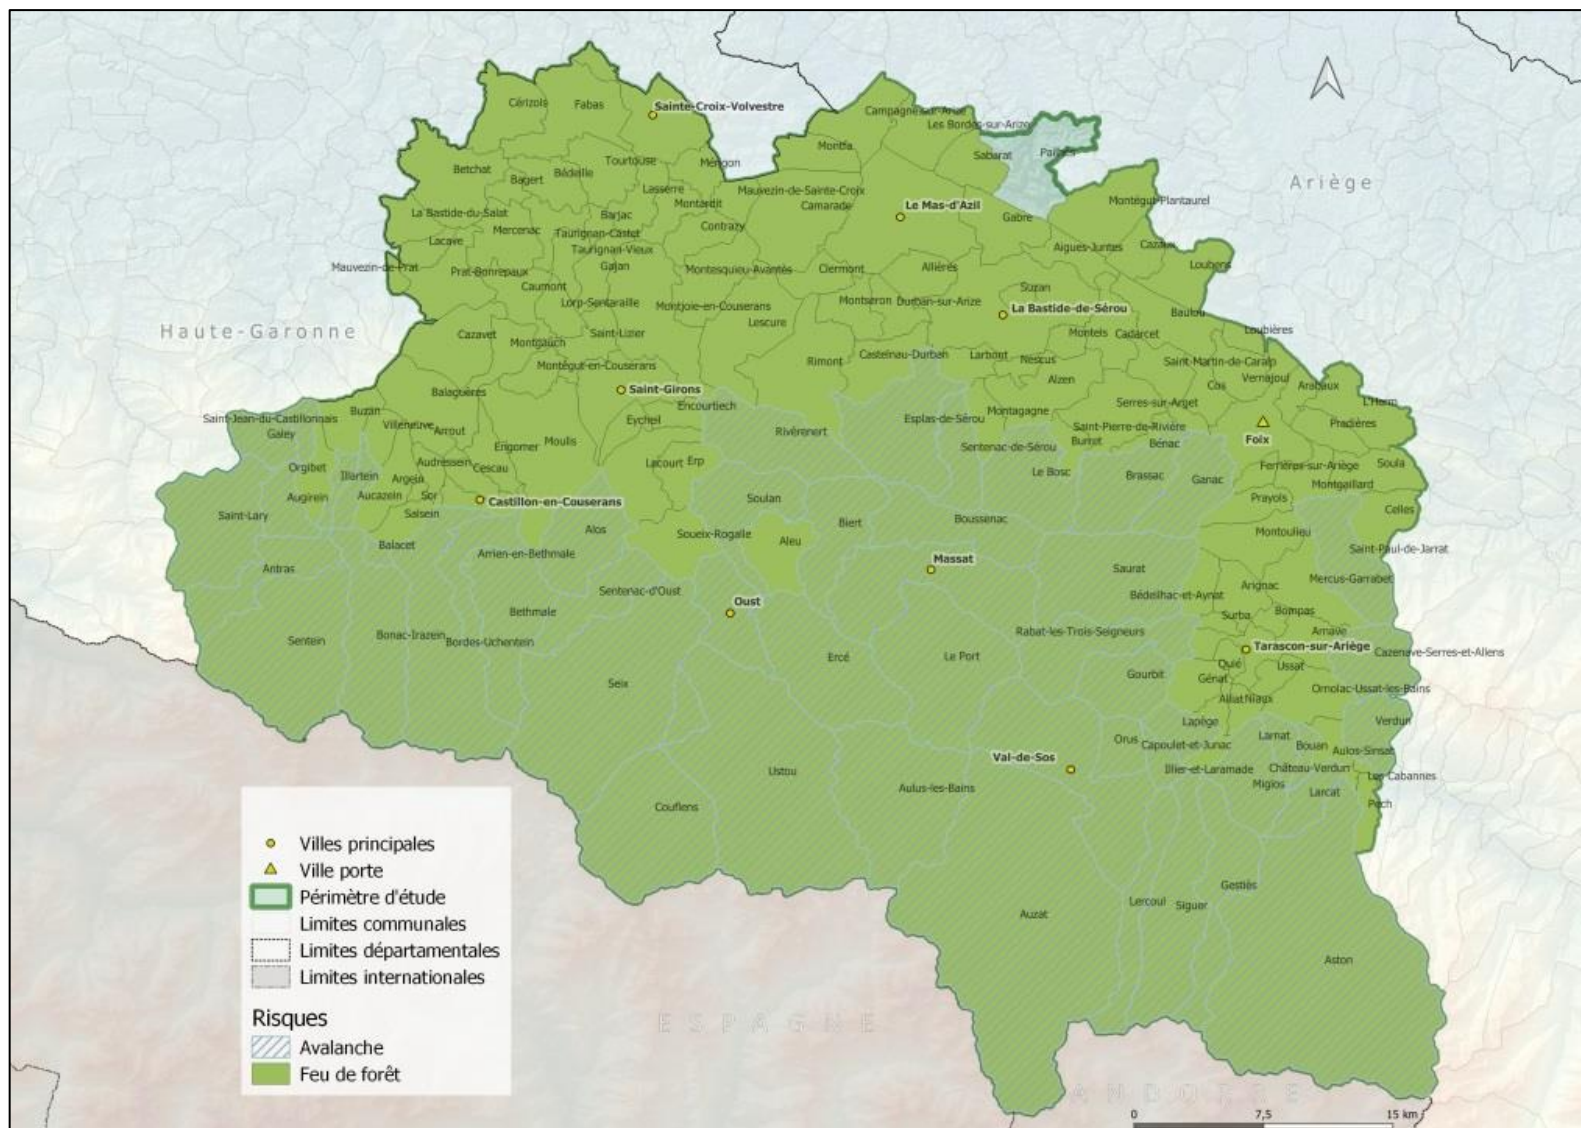 Cérizols
Fabas
Sainte-Croix-Volvestre
Campagne-sur-Arize
Les Bordes-sur-Arize
Sabarat
Pailhès
Ariège
Betchat
Bagert
Bédeille
Tourtouse
Mérigon
Montfa
Lasserre
Montardit
Mauvezin-de-Sainte-Croix
Camarade
Le Mas-d'Azil
Gabre
Montégut-Plantaurel
La Bastide-du-Salat
Mercenac
Barjac
Taurignan-Castet
Contrazy
Lacave
Taurignan-Vieux
Gajan
Aigues-Juntes
Cazaux
Loubens
Mauvezin-de-Prat
Prat-Bonrepaux
Caumont
Montesquieu-Avantès
Clermont
Allières
Suzan
Lorp-Sentaraille
Montjoie-en-Couserans
Montseron
Durban-sur-Arize
La Bastide-de-Sérou
Baulou
Haute-Garonne
Cazavet
Montgauch
Saint-Lizier
Lescure
Montels
Cadarcet
Loubières
Montégut-en-Couserans
Rimont
Castelnau-Durban
Larbont
Nescus
Alzen
Saint-Martin-de-Caralp
Cos
Vernajoul
Arabaux
L'Herm
Balaguères
Saint-Girons
Encourtiech
Montagagne
Serres-sur-Arget
Saint-Jean-du-Castillonnais
Galey
Buzan
Villeneuve
Arrout
Engomer
Moulis
Eycheil
Rivèrenert
Esplas-de-Sérou
Sentenac-de-Sérou
Saint-Pierre-de-Rivière
Burret
Bénac
Foix
Pradières
Orgibet
Illartein
Audressein
Argein
Cescau
Lacourt
Erp
Le Bosc
Brassac
Ganac
Ferrières-sur-Ariège
Soula
Montgaillard
Augirein
Aucazein
Sor
Castillon-en-Couserans
Soulan
Prayols
Celles
Saint-Lary
Salsein
Balacet
Alos
Soueix-Rogalle
Aleu
Biert
Boussenac
Montoulieu
Saint-Paul-de-Jarrat
Antras
Arrien-en-Bethmale
Massat
Saurat
Mercus-Garrabet
Sentenac-d'Oust
Oust
Bédeilhac-et-Aynat
Arignac
Surba
Bompas
Arnave
Bethmale
Sentein
Bonac-Irazein
Bordes-Uchentein
Rabat-les-Trois-Seigneurs
Tarascon-sur-Ariège
Cazenave-Serres-et-Allens
Ercé
Le Port
Gourbit
Quié
Génat
Ussat
Ornolac-Ussat-les-Bains
Seix
Alliat
Niaux
Lapège
Verdun
Orus
Capoulet-et-Junac
Larnat
Bouan
Aulos-Sinsat
Val-de-Sos
Illier-et-Laramade
Château-Verdun
Les Cabannes
Ustou
Aulus-les-Bains
Miglos
Larcat
Pech
Couflens
Gestiès
Auzat
Lercoul
Siguer
Aston
ESPAGNE
ANDORRE
Villes principales
Ville porte
Périmètre d'étude
Limites communales
Limites départamentales
Limites internationales
Risques
Avalanche
Feu de forêt
0 7,5 15 km